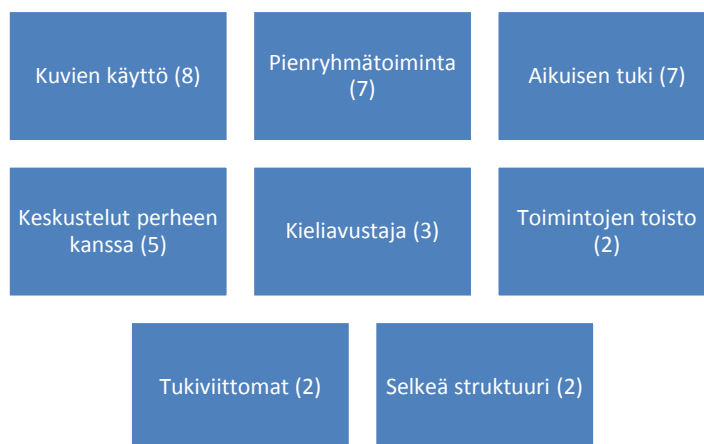 Kuvien käyttö (8)
Pienryhmätoiminta
(7)
Aikuisen tuki (7)
Keskustelut perheen
kanssa (5)
Kieliavustaja (3)
Toimintojen toisto
(2)
Tukiviittomat (2)
Selkeä struktuuri (2)